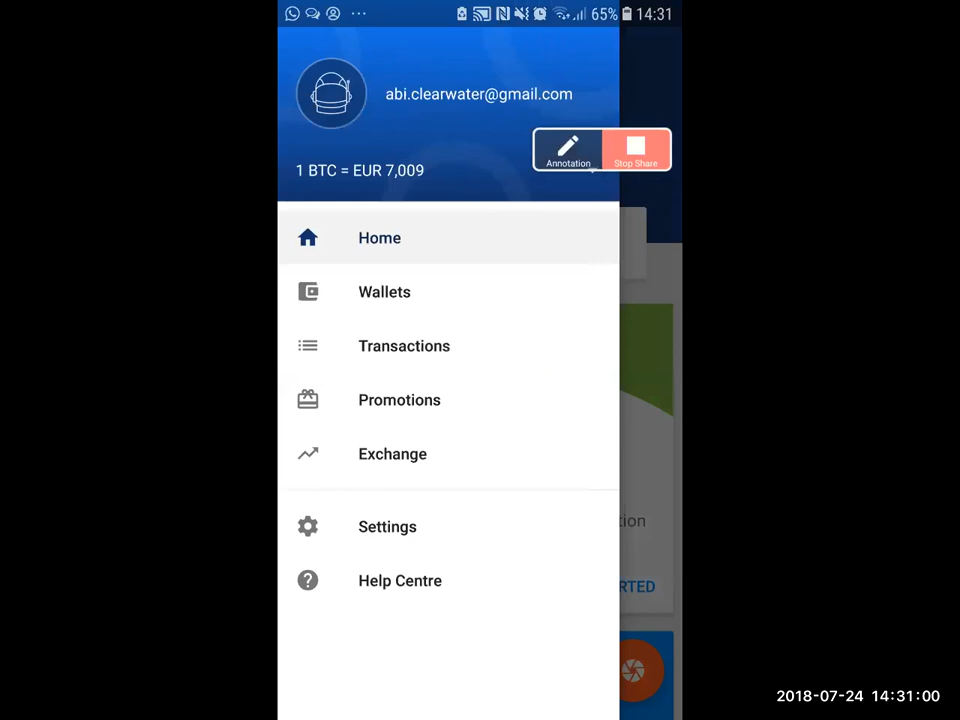 65% 14:31
abi.clearwater@gmail.com
Annotation
Stop Share
1 BTC = EUR 7,009
Home
Wallets
Transactions
Promotions
Exchange
tion
Settings
Help Centre
RTED
2018-07-24 14:31:00